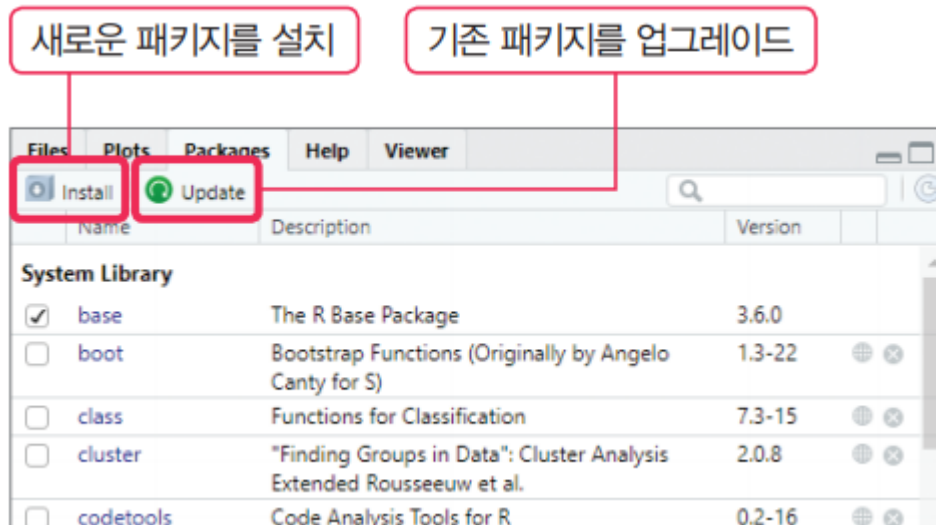 새로운 패키지를 설치
기존 패키지를 업그레이드
Files Plots Packages Help Viewer
Install Update
Name Description Version
System Library
base The R Base Package 3.6.0
boot Bootstrap Functions (Originally by Angelo Canty for S) 1.3-22
class Functions for Classification 7.3-15
cluster "Finding Groups in Data": Cluster Analysis Extended Rousseeuw et al. 2.0.8
codetools Code Analysis Tools for R 0.2-16